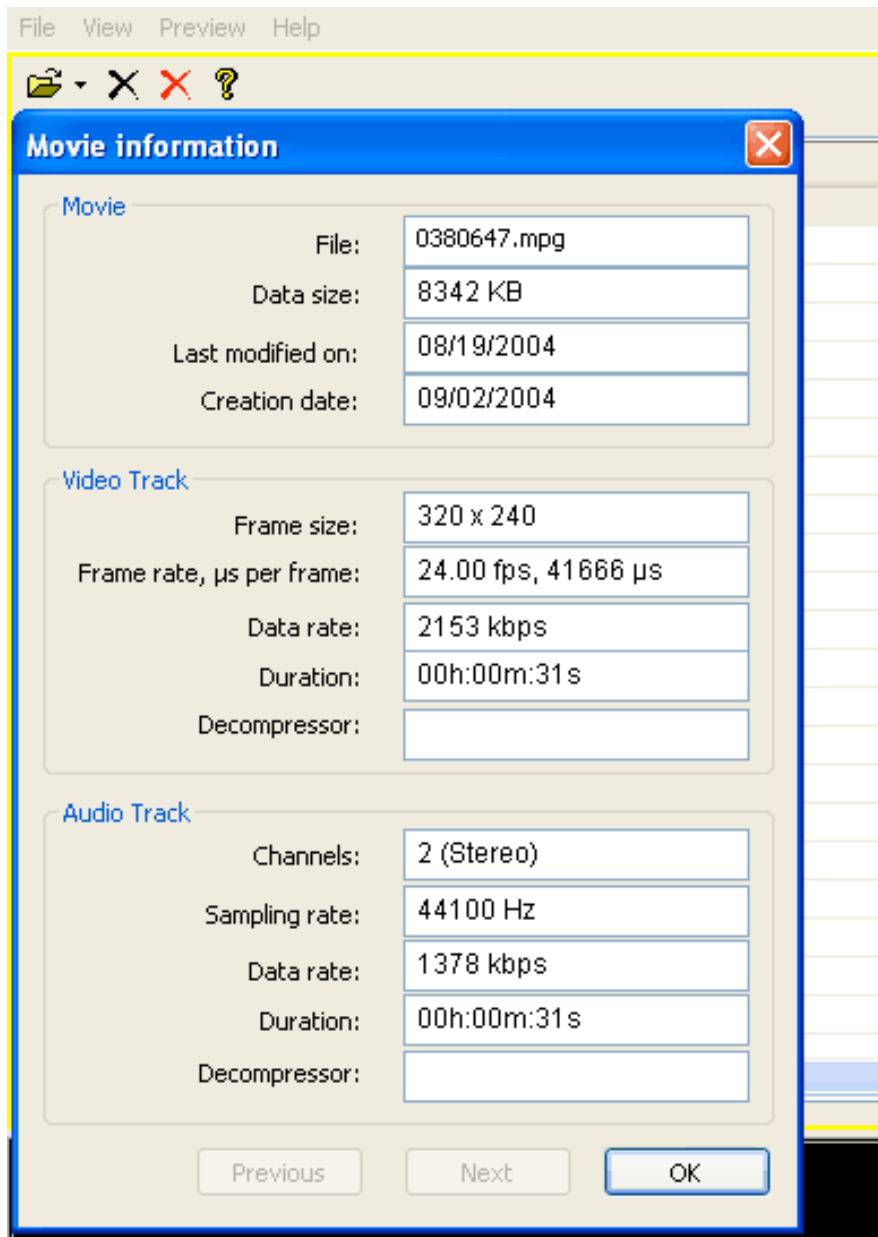 File View Preview Help
Movie information
Movie
File: 0380647.mpg
Data size: 8342 KB
Last modified on: 08/19/2004
Creation date: 09/02/2004
Video Track
Frame size: 320 x 240
Frame rate, µs per frame: 24.00 fps, 41666 µs
Data rate: 2153 kbps
Duration: 00h:00m:31s
Decompressor:
Audio Track
Channels: 2 (Stereo)
Sampling rate: 44100 Hz
Data rate: 1378 kbps
Duration: 00h:00m:31s
Decompressor:
Previous Next OK